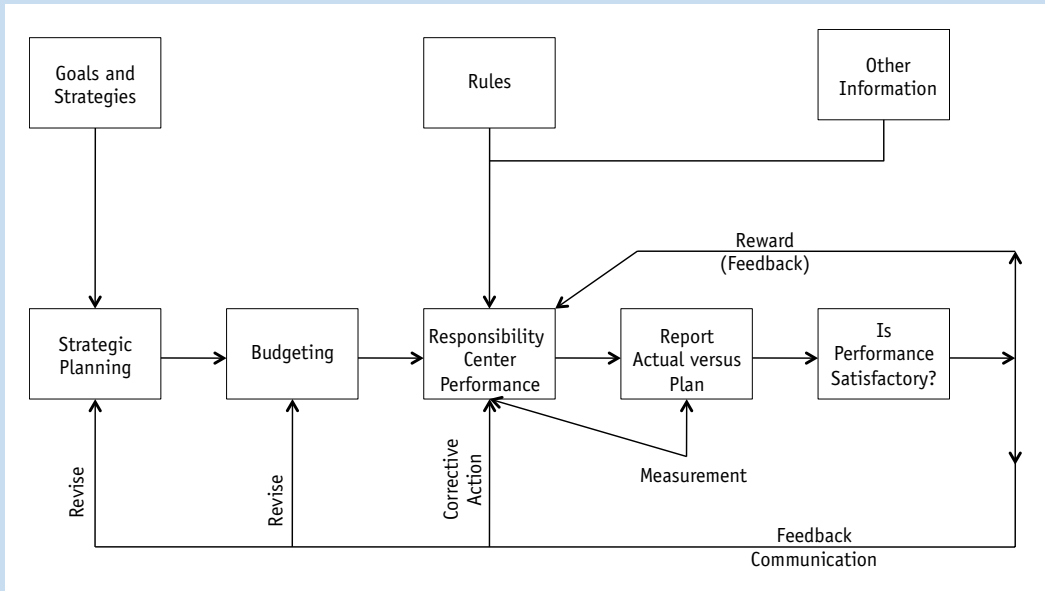 Goals and
Strategies
Rules
Other
Information
Reward
(Feedback)
Strategic
Planning
Budgeting
Responsibility
Center
Performance
Report
Actual versus
Plan
Is
Performance
Satisfactory?
Revise
Revise
Corrective
Action
Measurement
Feedback
Communication